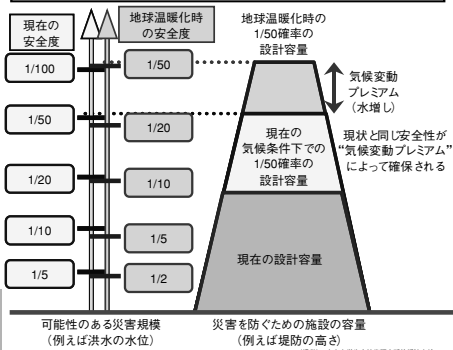 現在の
安全度
地球温暖化時
の安全度
1/100
1/50
1/20
1/10
1/5
1/50
1/20
1/10
1/5
1/2
地球温暖化時の
1/50確率の
設計容量
気候変動
プレミアム
(水増し)
現在の
気候条件下での
1/50確率の
設計容量
現状と同じ安全性が
“気候変動プレミアム”
によって確保される
現在の設計容量
可能性のある災害規模
(例えば洪水の水位)
災害を防ぐための施設の容量
(例えば堤防の高さ)